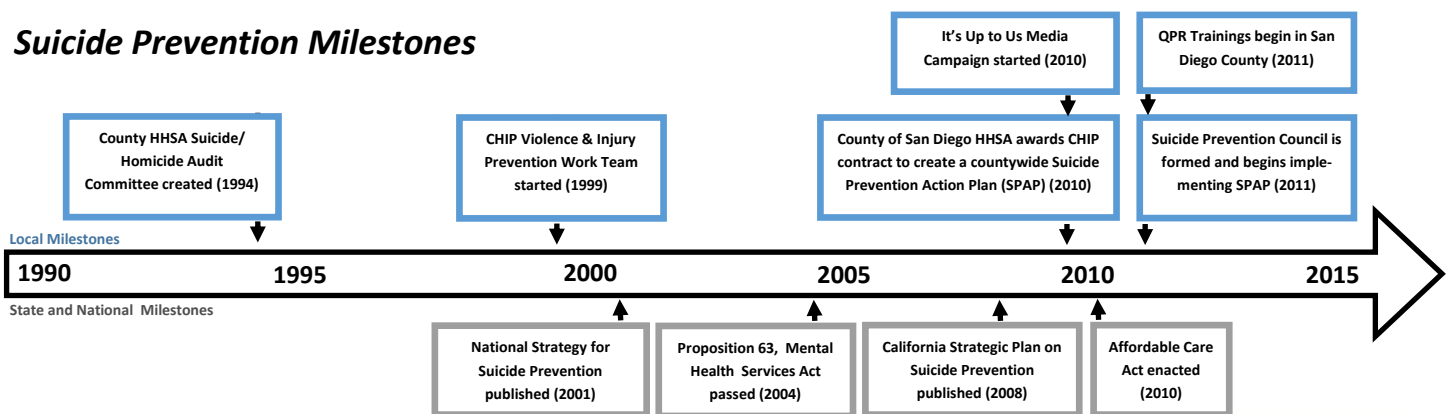 Suicide Prevention Milestones
It's Up to Us Media
Campaign started (2010)
QPR Trainings begin in San
Diego County (2011)
County HHSA Suicide/
Homicide Audit
Committee created (1994)
CHIP Violence & Injury
Prevention Work Team
started (1999)
County of San Diego HHSA awards CHIP
contract to create a countywide Suicide
Prevention Action Plan (SPAP) (2010)
Suicide Prevention Council is
formed and begins imple-
menting SPAP (2011)
Local Milestones
1990 1995 2000 2005 2010 2015
State and National Milestones
National Strategy for
Suicide Prevention
published (2001)
Proposition 63, Mental
Health Services Act
passed (2004)
California Strategic Plan on
Suicide Prevention
published (2008)
Affordable Care
Act enacted
(2010)